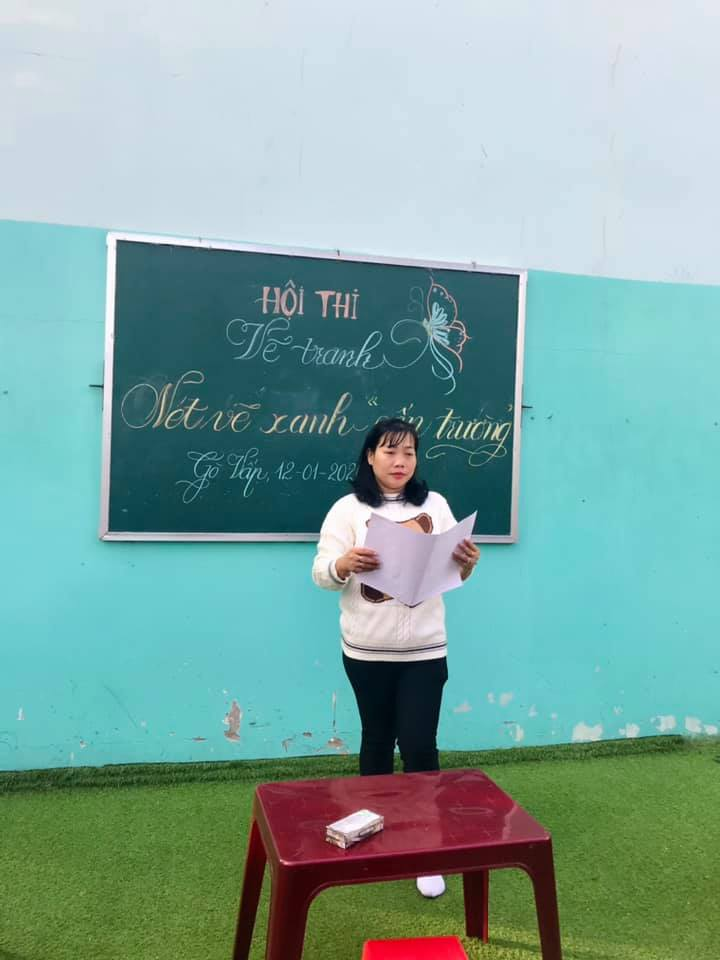 HỘI THI
Vẽ tranh
Nét vẽ xanh " trường"
Gò Vấp, 12-01-202